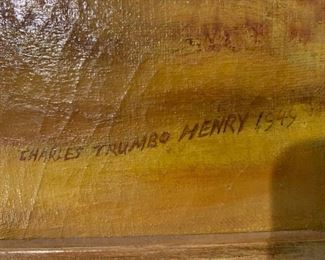 CHARLES TRUMBO HENRY 1949